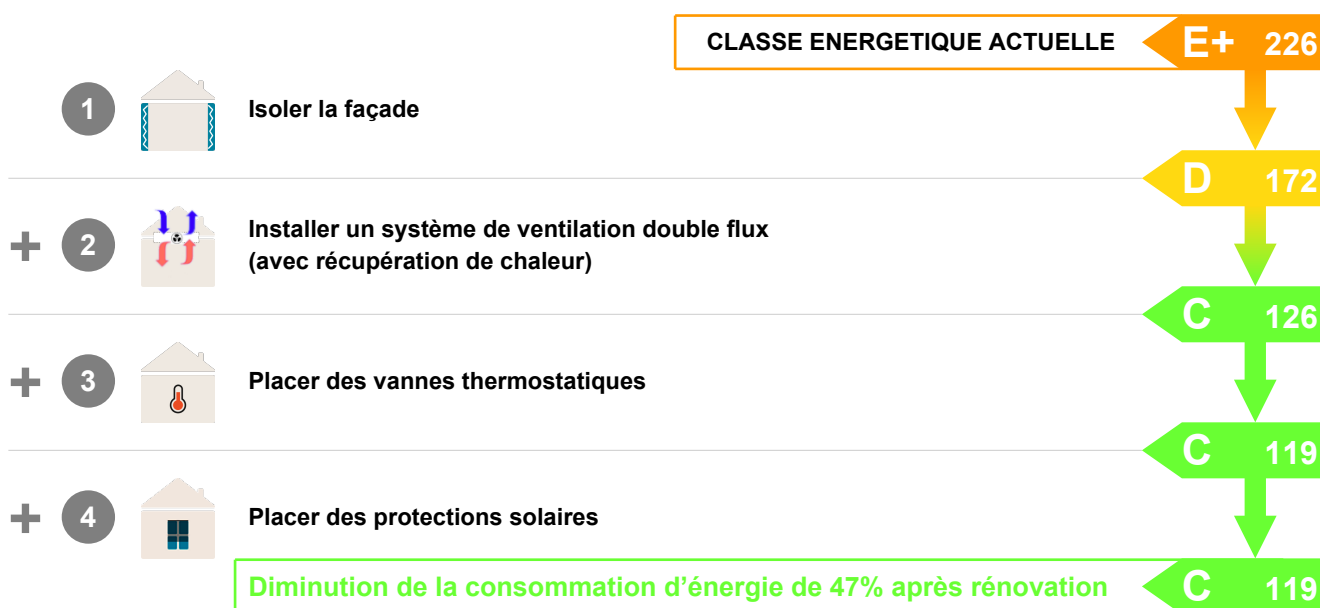 CLASSE ENERGETIQUE ACTUELLE E+ 226
1 Isoler la façade
D 172
+ 2 Installer un système de ventilation double flux
(avec récupération de chaleur)
C 126
+ 3 Placer des vannes thermostatiques
C 119
+ 4 Placer des protections solaires
Diminution de la consommation d’énergie de 47% après rénovation C 119